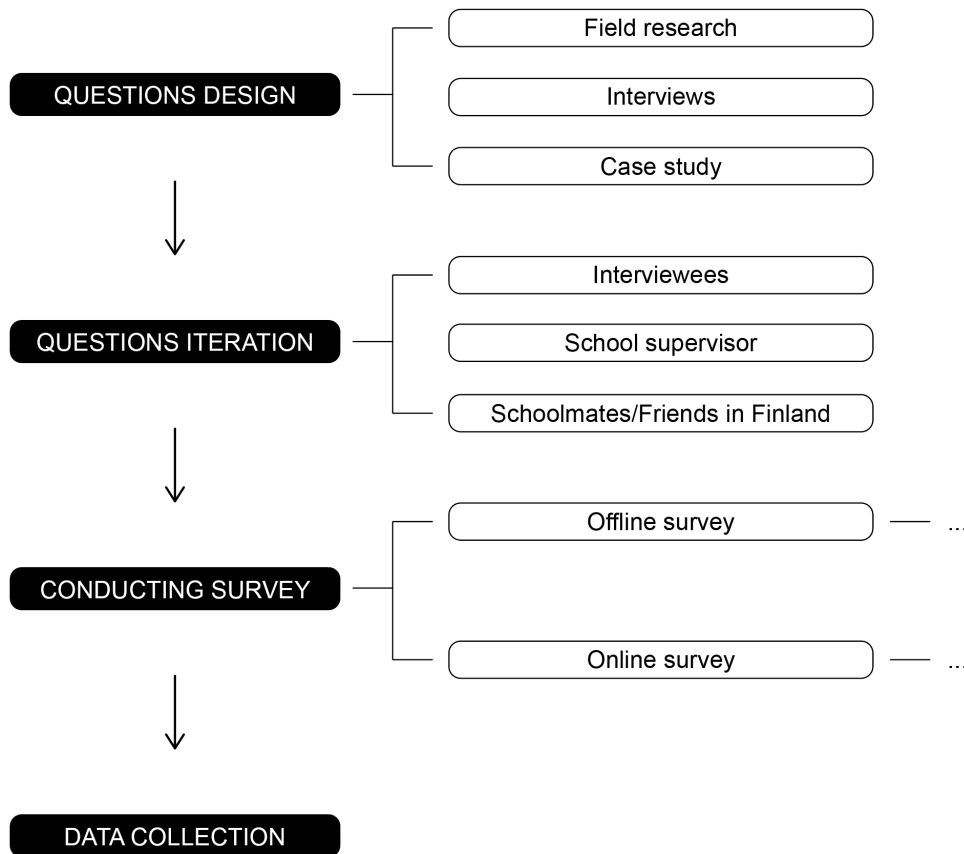 QUESTIONS DESIGN
Field research
Interviews
Case study
QUESTIONS ITERATION
Interviewees
School supervisor
Schoolmates/Friends in Finland
CONDUCTING SURVEY
Offline survey
...
Online survey
...
DATA COLLECTION